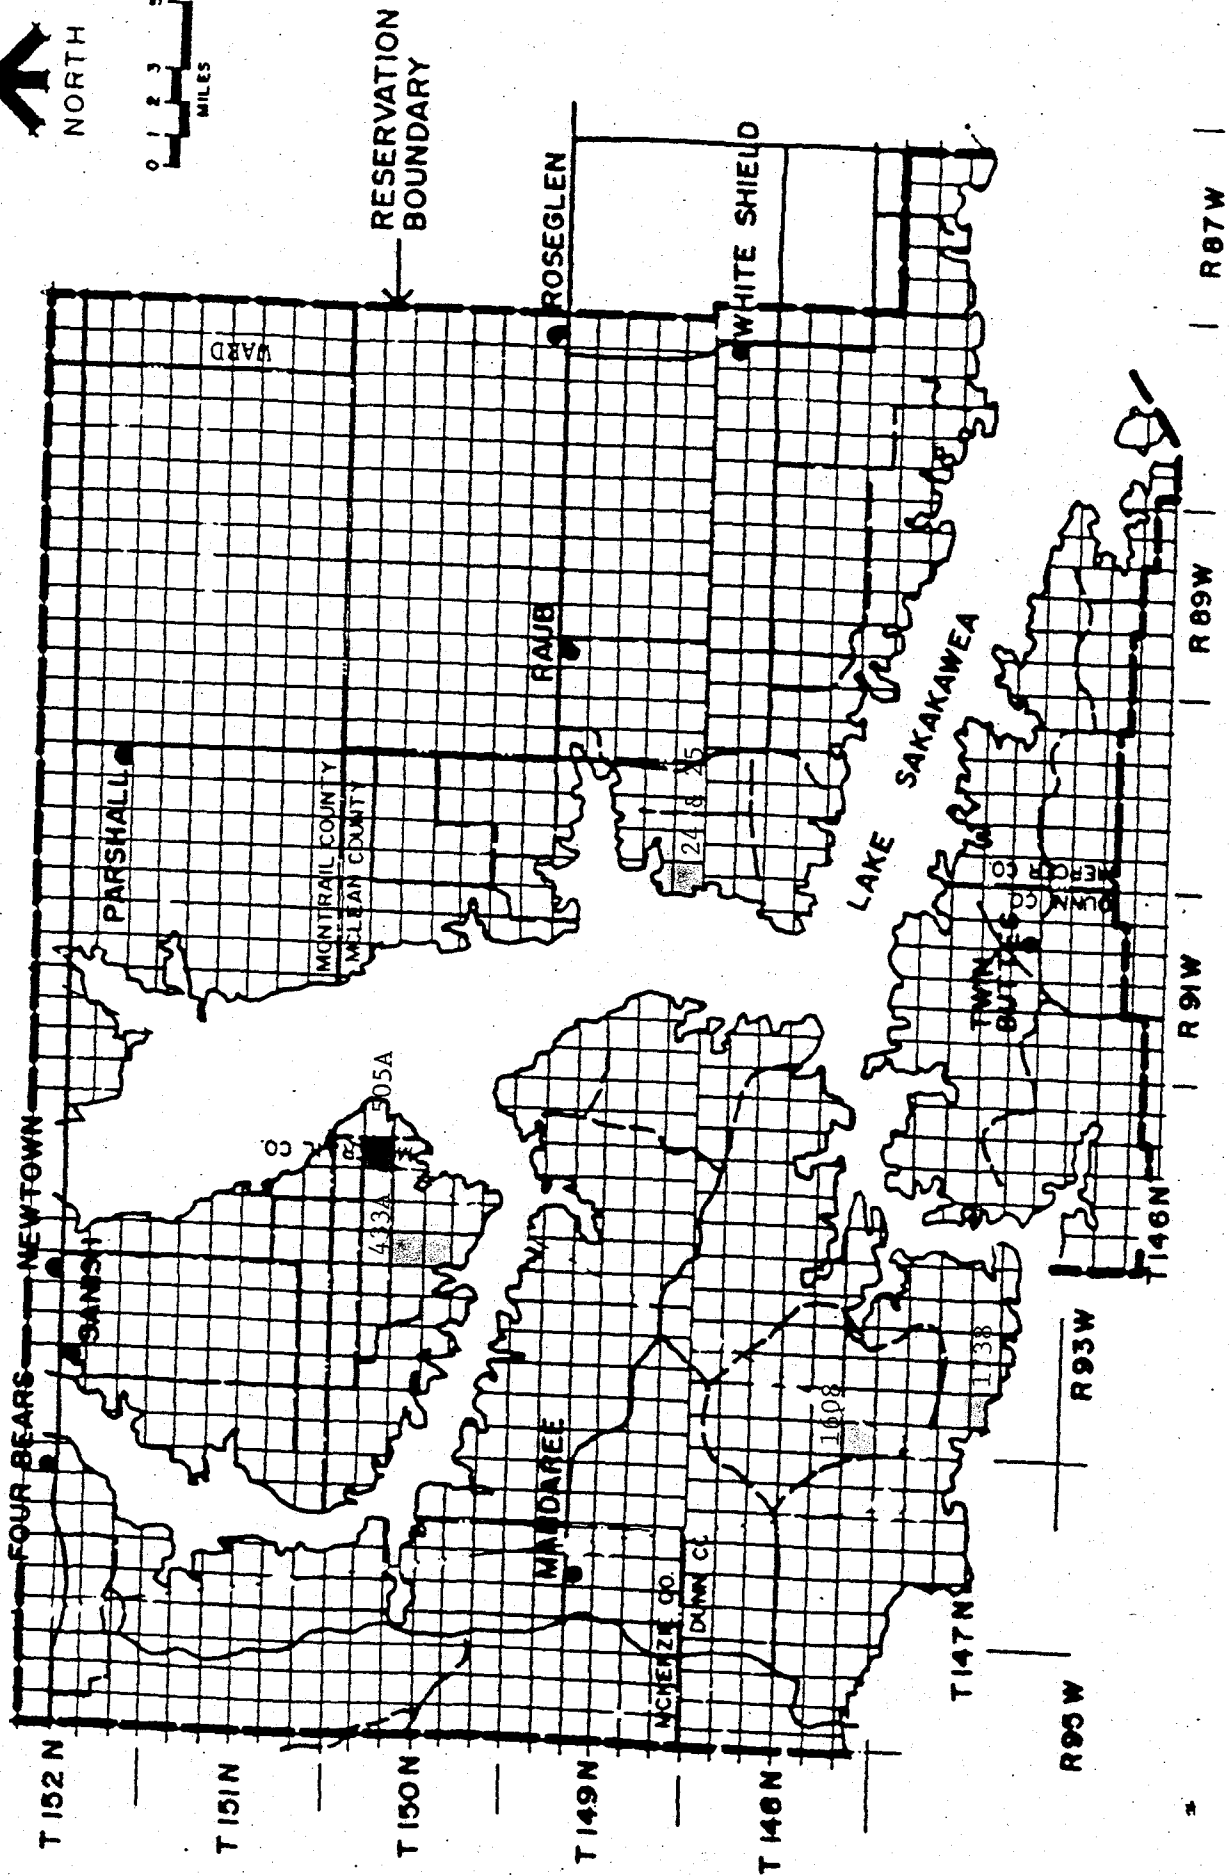 NORTH
0 1 2 3 5
MILES
RESERVATION
BOUNDARY
FOUR BEARS
NEWTOWN
SANISH
PARSHALL
WARD
MONTRAIL COUNTY
MCLEAN COUNTY
ROSEGLEN
WHITE SHIELD
RAUB
CO
433A
505A
24
25
LAKE SAKAKAWEA
MANDAREE
MCKENZIE CO.
DUNN CO
1608
1138
TWIN
BUTTES
DUNN CO
MERCER CO
T 152 N
T 151 N
T 150 N
T 149 N
T 148 N
T 147 N
T 146 N
R 95 W
R 93 W
R 91 W
R 89 W
R 87 W